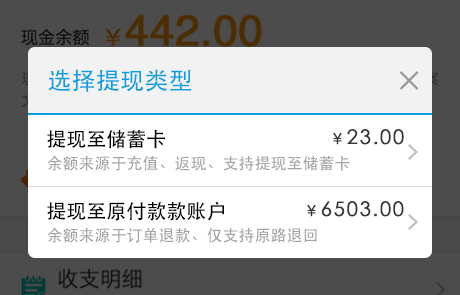 现金余额 ¥442.00
选择提现类型
提现至储蓄卡 ¥23.00
余额来源于充值、返现、支持提现至储蓄卡
提现至原付款款账户 ¥6503.00
余额来源于订单退款、仅支持原路退回
收支明细